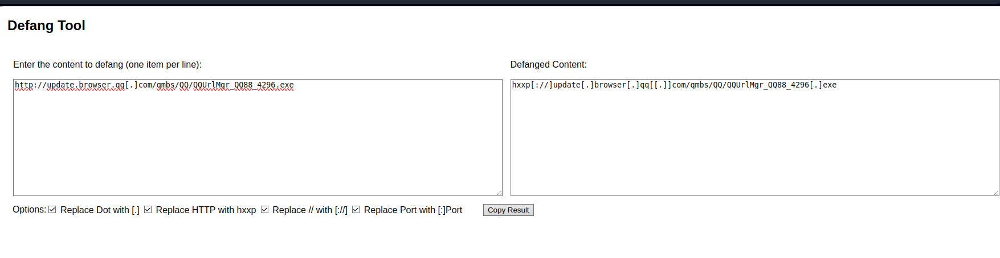 Defang Tool
Enter the content to defang (one item per line):
Defanged Content:
http://update.browser.qq[.]com/qmbs/QQ/QQUrlMgr_QQ88_4296.exe
hxxp[://]update[.]browser[.]qq[[.]]com/qmbs/QQ/QQUrlMgr_QQ88_4296[.]exe
Options: Replace Dot with [.] Replace HTTP with hxxp Replace // with [://] Replace Port with [:]Port Copy Result